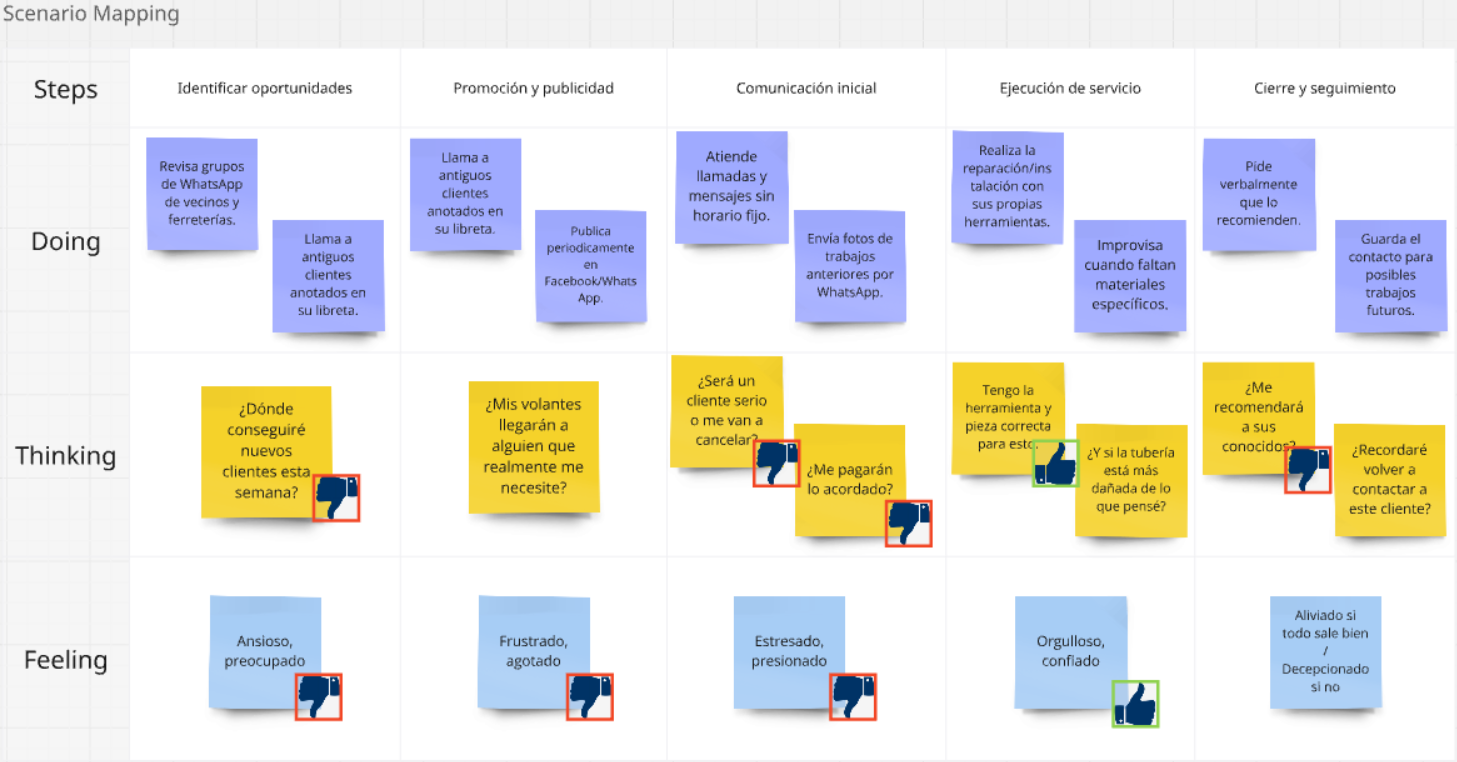 Scenario Mapping
Steps
Identificar oportunidades
Promoción y publicidad
Comunicación inicial
Ejecución de servicio
Cierre y seguimiento
Doing
Revisa grupos
de WhatsApp
de vecinos y
ferreterías.
Llama a
antiguos
clientes
anotados en
su libreta.
Llama a
antiguos
clientes
anotados en
su libreta.
Publica
periodicamente
en
Facebook/Whats
App.
Atiende
llamadas y
mensajes sin
horario fijo.
Envía fotos de
trabajos
anteriores por
WhatsApp.
Realiza la
reparación/ins
talación con
sus propias
herramientas.
Improvisa
cuando faltan
materiales
específicos.
Pide
verbalmente
que lo
recomienden.
Guarda el
contacto para
posibles
trabajos
futuros.
Thinking
¿Dónde
conseguiré
nuevos
clientes esta
semana?
¿Mis volantes
llegarán a
alguien que
realmente me
necesite?
¿Será un
cliente serio
o me van a
cancelar?
¿Me pagarán
lo acordado?
Tengo la
herramienta y
pieza correcta
para esto.
¿Y si la tubería
está más
dañada de lo
que pensé?
¿Me
recomendará
a sus
conocidos?
¿Recordaré
volver a
contactar a
este cliente?
Feeling
Ansioso,
preocupado
Frustrado,
agotado
Estresado,
presionado
Orgulloso,
confiado
Aliviado si
todo sale bien
/
Decepcionado
si no